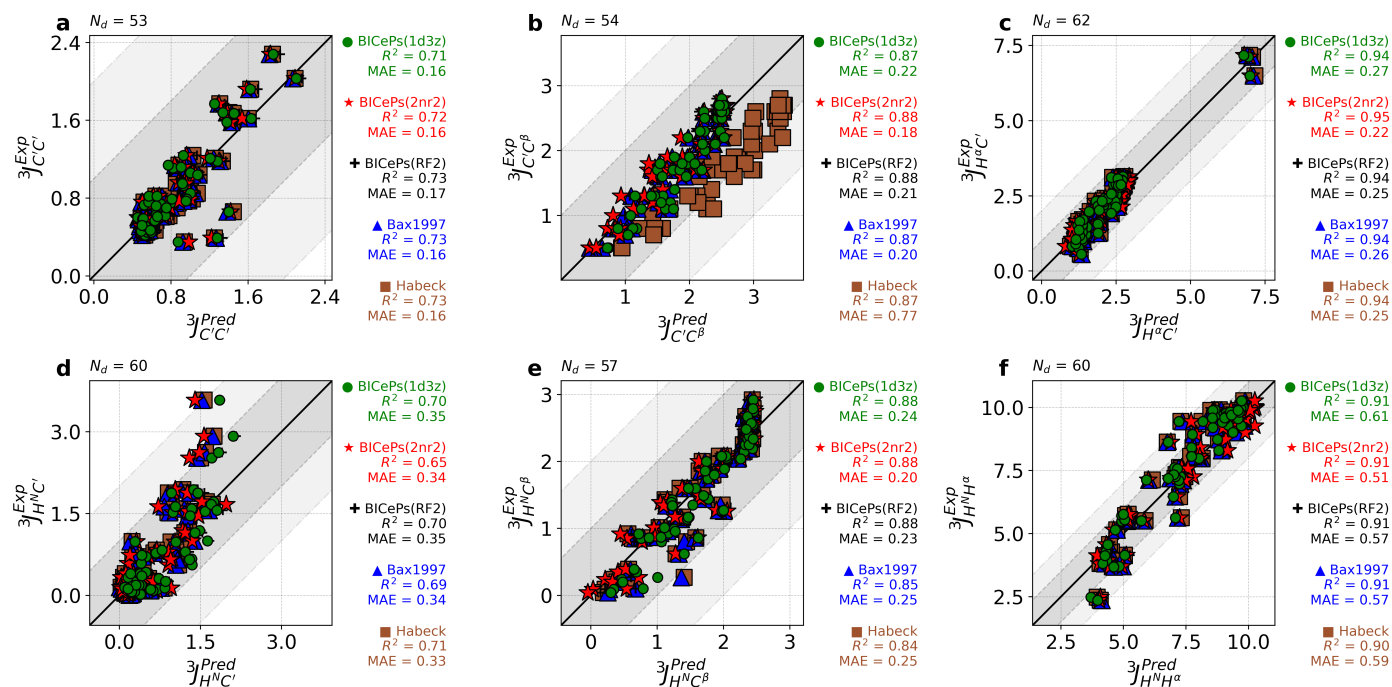 a N_d = 53
2.4
1.6
0.8
0.0
0.0 0.8 1.6 2.4
³J^Exp_C′C′
³J^Pred_C′C′
● BICePs(1d3z)
R² = 0.71
MAE = 0.16
★ BICePs(2nr2)
R² = 0.72
MAE = 0.16
✚ BICePs(RF2)
R² = 0.73
MAE = 0.17
▲ Bax1997
R² = 0.73
MAE = 0.16
■ Habeck
R² = 0.73
MAE = 0.16
b N_d = 54
3
2
1
1 2 3
³J^Exp_C′C^β
³J^Pred_C′C^β
● BICePs(1d3z)
R² = 0.87
MAE = 0.22
★ BICePs(2nr2)
R² = 0.88
MAE = 0.18
✚ BICePs(RF2)
R² = 0.88
MAE = 0.21
▲ Bax1997
R² = 0.87
MAE = 0.20
■ Habeck
R² = 0.87
MAE = 0.77
c N_d = 62
7.5
5.0
2.5
0.0
0.0 2.5 5.0 7.5
³J^Exp_H^αC′
³J^Pred_H^αC′
● BICePs(1d3z)
R² = 0.94
MAE = 0.27
★ BICePs(2nr2)
R² = 0.95
MAE = 0.22
✚ BICePs(RF2)
R² = 0.94
MAE = 0.25
▲ Bax1997
R² = 0.94
MAE = 0.26
■ Habeck
R² = 0.94
MAE = 0.25
d N_d = 60
3.0
1.5
0.0
0.0 1.5 3.0
³J^Exp_H^NC′
³J^Pred_H^NC′
● BICePs(1d3z)
R² = 0.70
MAE = 0.35
★ BICePs(2nr2)
R² = 0.65
MAE = 0.34
✚ BICePs(RF2)
R² = 0.70
MAE = 0.35
▲ Bax1997
R² = 0.69
MAE = 0.34
■ Habeck
R² = 0.71
MAE = 0.33
e N_d = 57
3
2
1
0
0 1 2 3
³J^Exp_H^NC^β
³J^Pred_H^NC^β
● BICePs(1d3z)
R² = 0.88
MAE = 0.24
★ BICePs(2nr2)
R² = 0.88
MAE = 0.20
✚ BICePs(RF2)
R² = 0.88
MAE = 0.23
▲ Bax1997
R² = 0.85
MAE = 0.25
■ Habeck
R² = 0.84
MAE = 0.25
f N_d = 60
10.0
7.5
5.0
2.5
2.5 5.0 7.5 10.0
³J^Exp_H^NH^α
³J^Pred_H^NH^α
● BICePs(1d3z)
R² = 0.91
MAE = 0.61
★ BICePs(2nr2)
R² = 0.91
MAE = 0.51
✚ BICePs(RF2)
R² = 0.91
MAE = 0.57
▲ Bax1997
R² = 0.91
MAE = 0.57
■ Habeck
R² = 0.90
MAE = 0.59